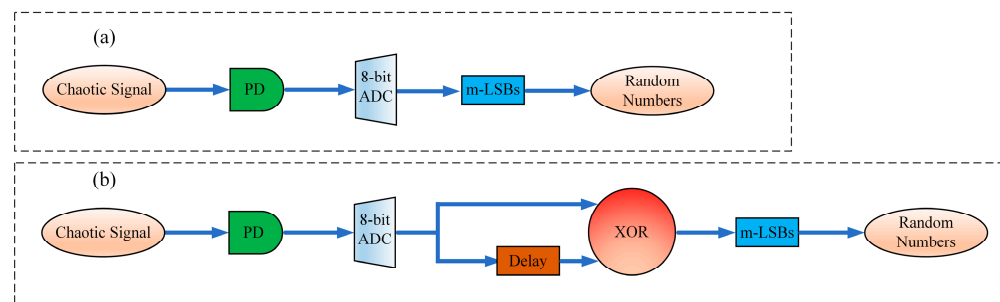 (a)
Chaotic Signal
PD
8-bit
ADC
m-LSBs
Random
Numbers
(b)
Chaotic Signal
PD
8-bit
ADC
Delay
XOR
m-LSBs
Random
Numbers